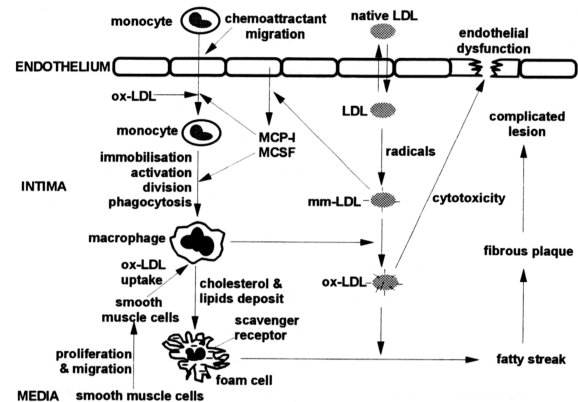 monocyte
chemoattractant
migration
native LDL
endothelial
dysfunction
ENDOTHELIUM
ox-LDL
LDL
monocyte
MCP-I
MCSF
radicals
complicated
lesion
immobilisation
activation
division
phagocytosis
INTIMA
mm-LDL
cytotoxicity
macrophage
fibrous plaque
ox-LDL
uptake
cholesterol &
lipids deposit
ox-LDL
smooth
muscle cells
scavenger
receptor
proliferation
& migration
foam cell
fatty streak
MEDIA
smooth muscle cells